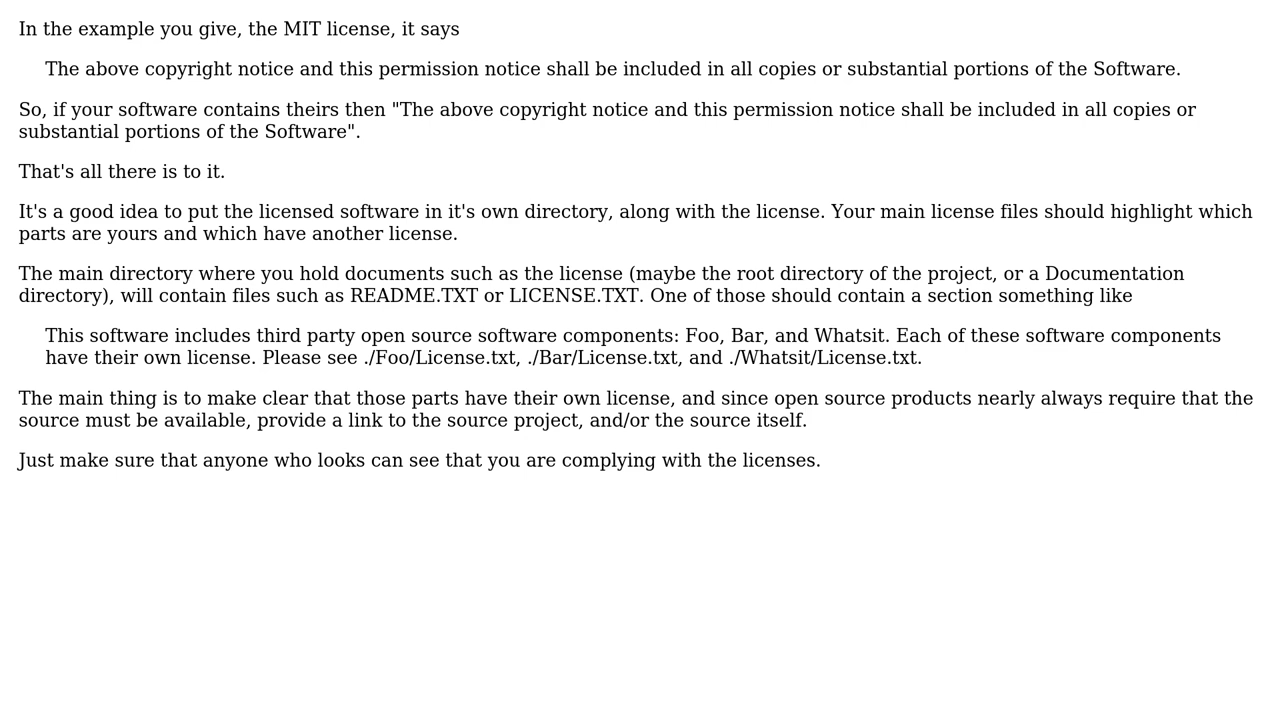 In the example you give, the MIT license, it says
The above copyright notice and this permission notice shall be included in all copies or substantial portions of the Software.
So, if your software contains theirs then "The above copyright notice and this permission notice shall be included in all copies or
substantial portions of the Software".
That's all there is to it.
It's a good idea to put the licensed software in it's own directory, along with the license. Your main license files should highlight which
parts are yours and which have another license.
The main directory where you hold documents such as the license (maybe the root directory of the project, or a Documentation
directory), will contain files such as README.TXT or LICENSE.TXT. One of those should contain a section something like
This software includes third party open source software components: Foo, Bar, and Whatsit. Each of these software components
have their own license. Please see ./Foo/License.txt, ./Bar/License.txt, and ./Whatsit/License.txt.
The main thing is to make clear that those parts have their own license, and since open source products nearly always require that the
source must be available, provide a link to the source project, and/or the source itself.
Just make sure that anyone who looks can see that you are complying with the licenses.